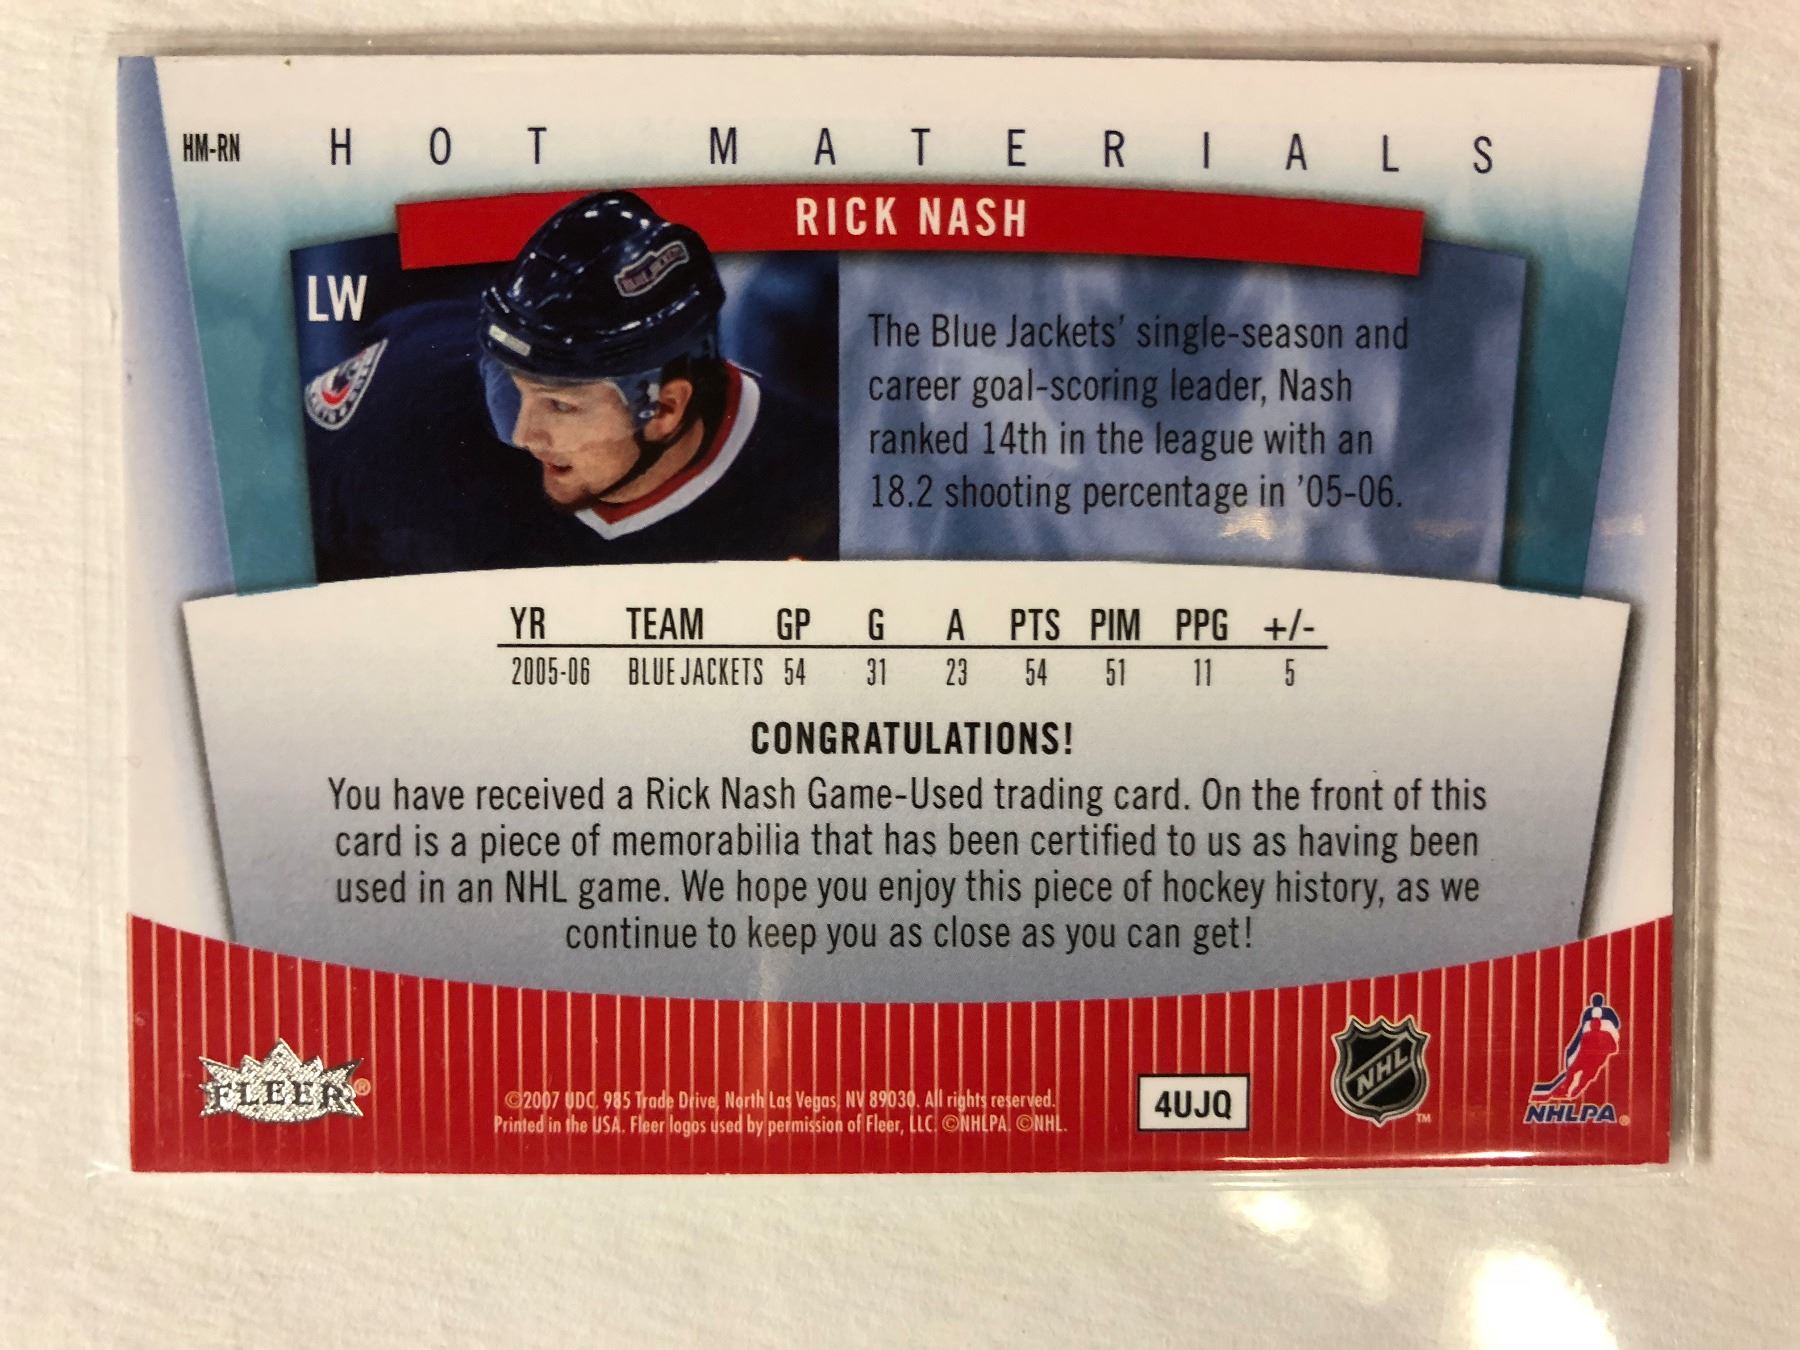 HM-RN HOT MATERIALS
RICK NASH
LW
BLUE JACKETS
The Blue Jackets' single-season and
career goal-scoring leader, Nash
ranked 14th in the league with an
18.2 shooting percentage in '05-06.
YR TEAM GP G A PTS PIM PPG +/-
2005-06 BLUE JACKETS 54 31 23 54 51 11 5
CONGRATULATIONS!
You have received a Rick Nash Game-Used trading card. On the front of this
card is a piece of memorabilia that has been certified to us as having been
used in an NHL game. We hope you enjoy this piece of hockey history, as we
continue to keep you as close as you can get!
FLEER®
©2007 UDC. 985 Trade Drive, North Las Vegas, NV 89030. All rights reserved.
Printed in the USA. Fleer logos used by permission of Fleer, LLC. ©NHLPA. ©NHL.
4UJQ
NHL™
NHLPA®